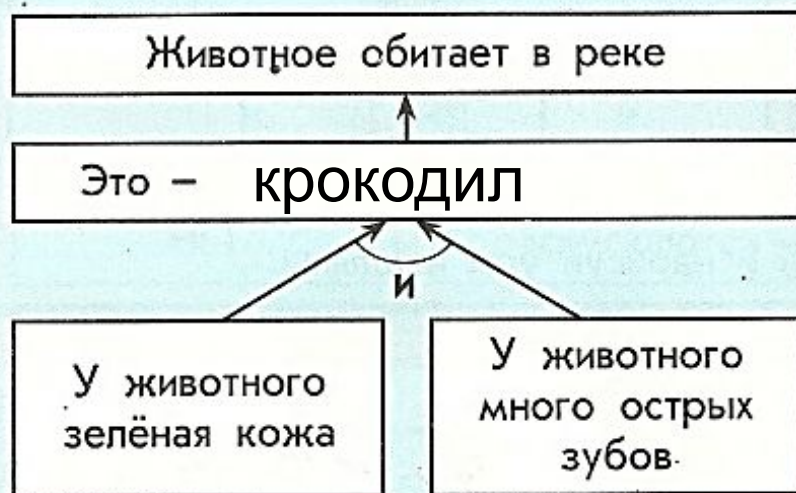 Животное обитает в реке
Это – крокодил
и
У животного
зелёная кожа
У животного
много острых
зубов